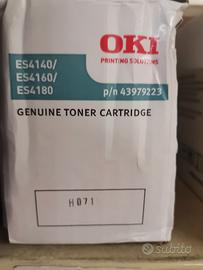 OKI
PRINTING SOLUTIONS
ES4140/
ES4160/
ES4180
p/n 43979223
GENUINE TONER CARTRIDGE
H071
subito